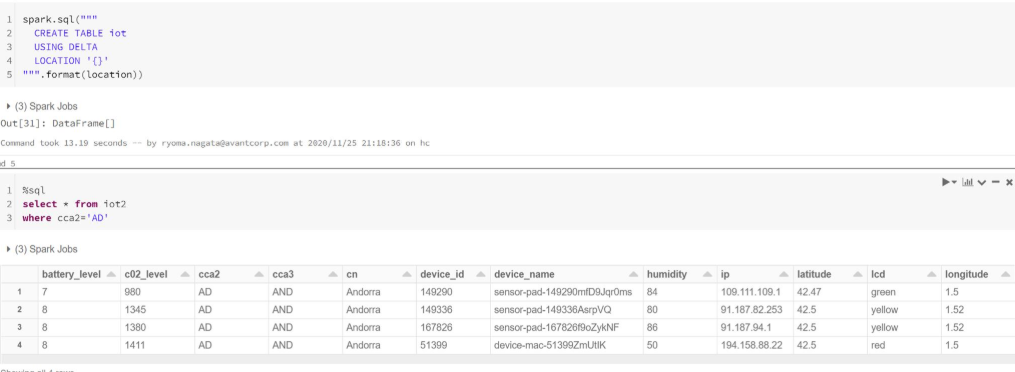 1 spark.sql("""
2 CREATE TABLE iot
3 USING DELTA
4 LOCATION '{}'
5 """.format(location))
(3) Spark Jobs
Out[31]: DataFrame[]
Command took 13.19 seconds -- by ryoma.nagata@avantcorp.com at 2020/11/25 21:18:36 on hc
d 5
1 %sql
2 select * from iot2
3 where cca2='AD'
(3) Spark Jobs
battery_level c02_level cca2 cca3 cn device_id device_name humidity ip latitude lcd longitude
1 7 980 AD AND Andorra 149290 sensor-pad-149290mfD9Jqr0ms 84 109.111.109.1 42.47 green 1.5
2 8 1345 AD AND Andorra 149336 sensor-pad-149336AsrpVQ 80 91.187.82.253 42.5 yellow 1.52
3 8 1380 AD AND Andorra 167826 sensor-pad-167826f9oZykNF 86 91.187.94.1 42.5 yellow 1.52
4 8 1411 AD AND Andorra 51399 device-mac-51399ZmUtIK 50 194.158.88.22 42.5 red 1.5
Showing all 4 rows